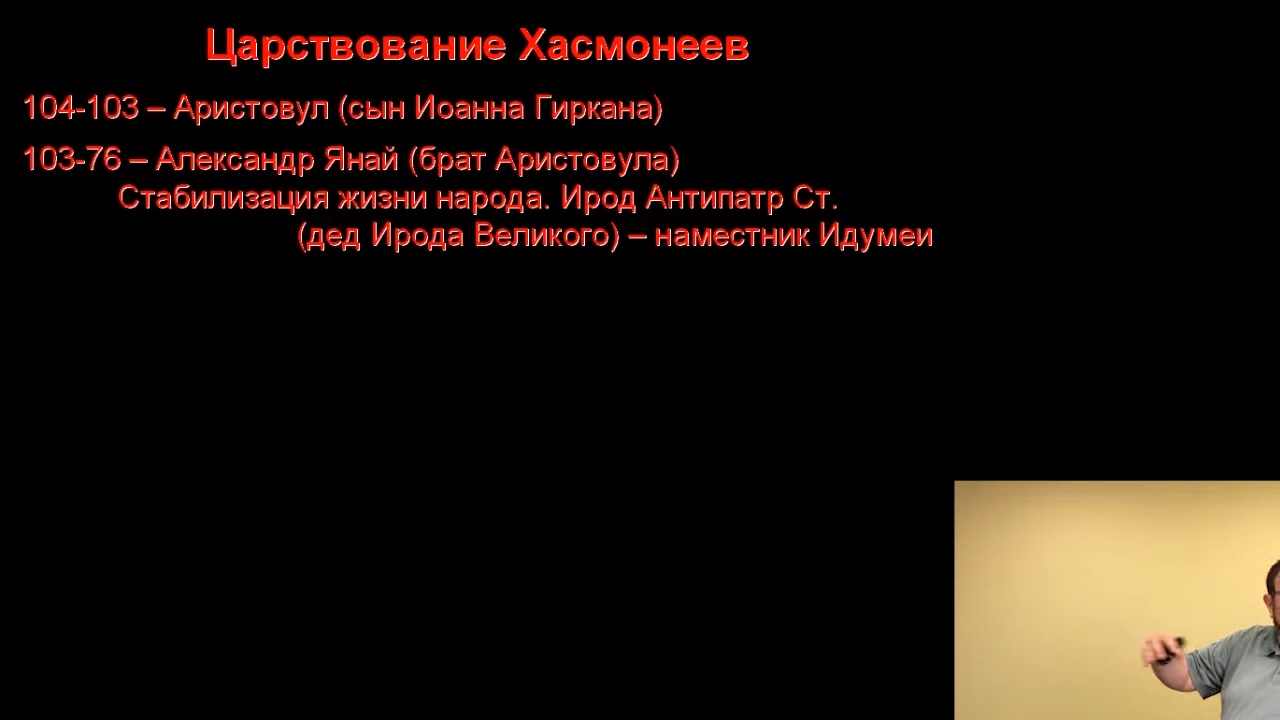 Царствование Хасмонеев
104-103 – Аристовул (сын Иоанна Гиркана)
103-76 – Александр Янай (брат Аристовула)
Стабилизация жизни народа. Ирод Антипатр Ст.
(дед Ирода Великого) – наместник Идумеи